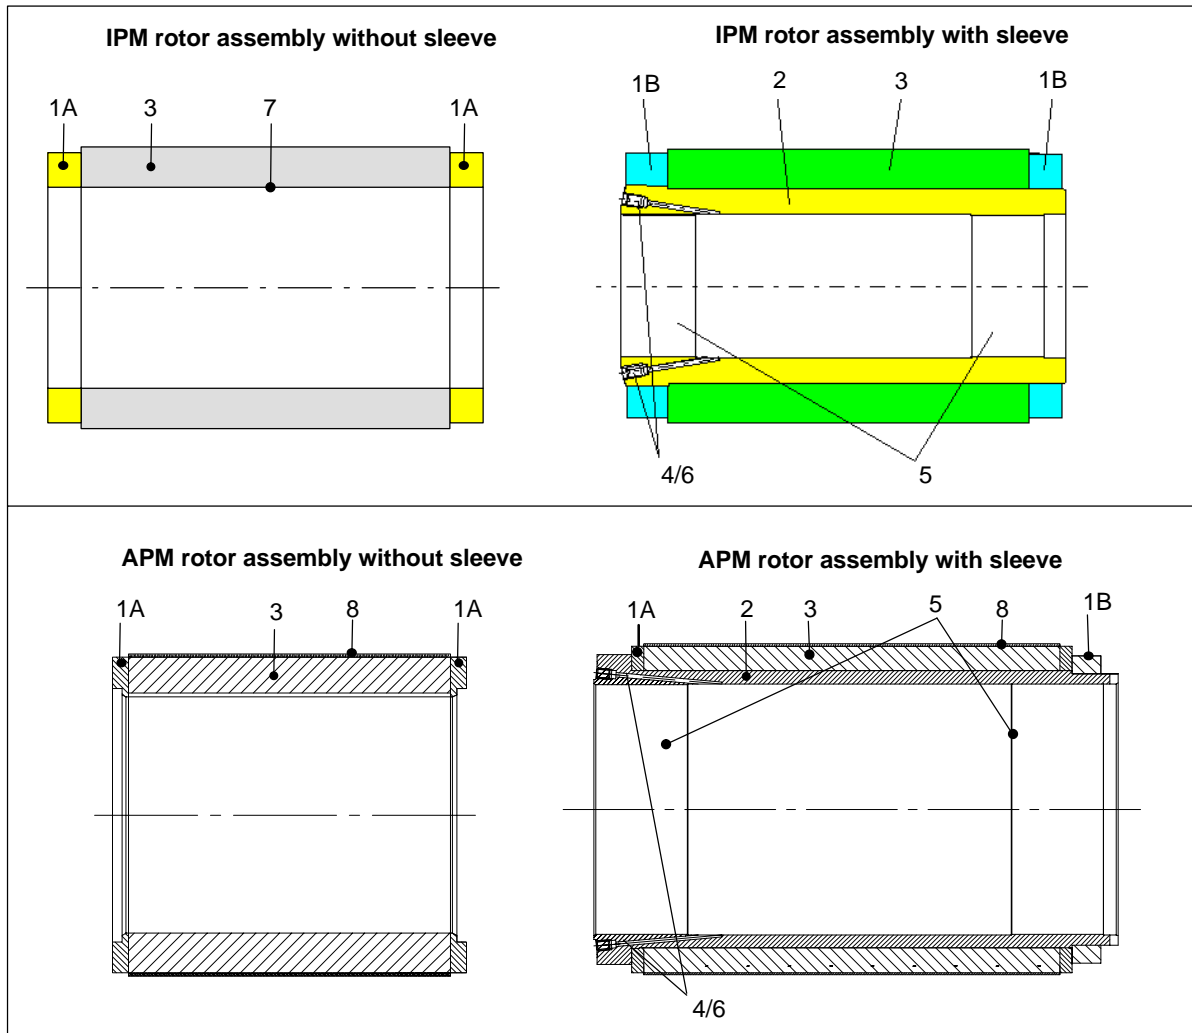 IPM rotor assembly without sleeve
IPM rotor assembly with sleeve
1A 3 7 1A
1B 2 3 1B
4/6 5
APM rotor assembly without sleeve
APM rotor assembly with sleeve
1A 3 8 1A
1A 2 3 5 8 1B
4/6